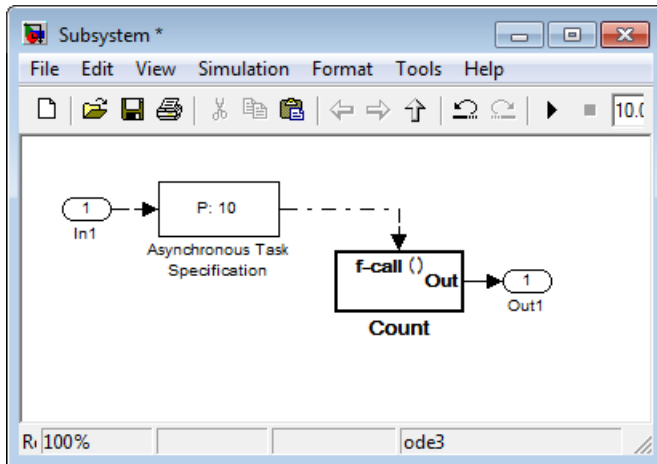 Subsystem *
File Edit View Simulation Format Tools Help
10.0
1
In1
P: 10
Asynchronous Task
Specification
f-call ()
Out
Count
1
Out1
100%
ode3